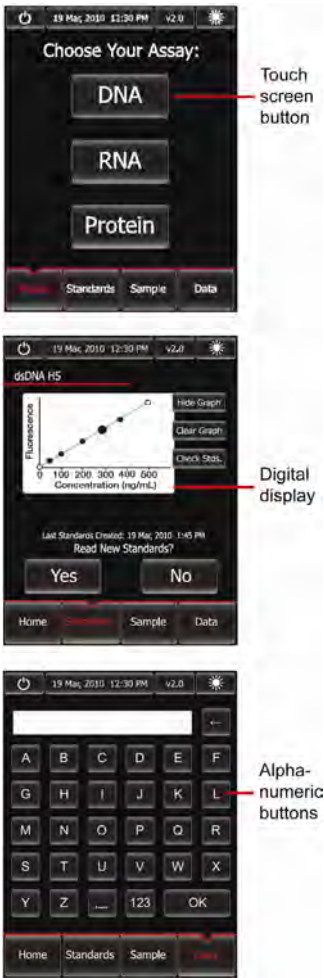 19 Mar, 2010 12:30 PM v2.0
Choose Your Assay:
DNA
Touch
screen
button
RNA
Protein
Home Standards Sample Data
19 Mar, 2010 12:30 PM v2.0
dsDNA HS
Hide Graph
Clear Graph
Check Stds.
Fluorescence
0 100 200 300 400 500
Concentration (ng/mL)
Digital
display
Last Standards Created: 19 Mar, 2010 1:45 PM
Read New Standards?
Yes No
Home Standards Sample Data
19 Mar, 2010 12:30 PM v2.0
←
A B C D E F
G H I J K L
M N O P Q R
S T U V W X
Y Z 123 OK
Alpha-
numeric
buttons
Home Standards Sample Data